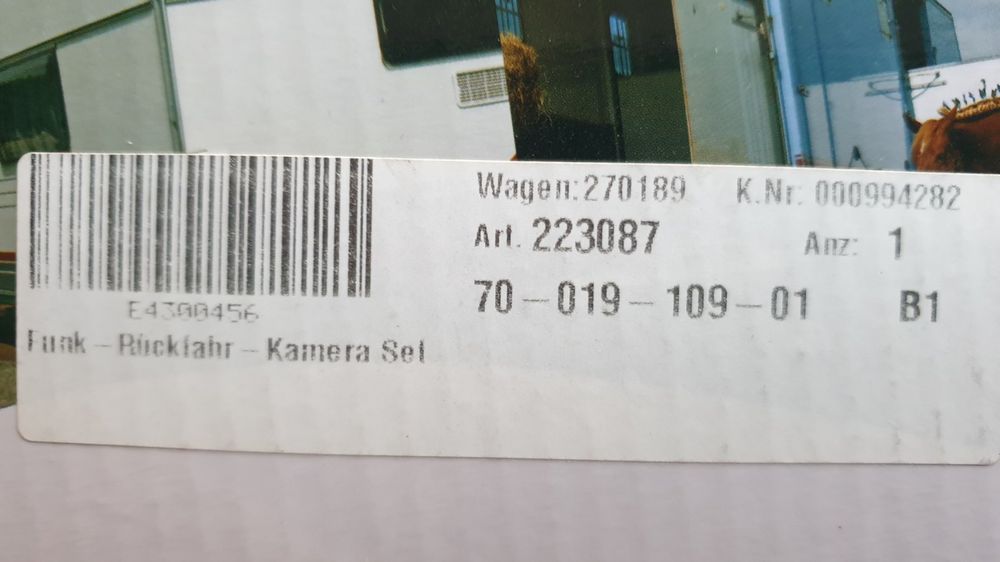 Wagen:270189 K.Nr: 000994282
Art. 223087 Anz: 1
70-019-109-01 B1
E4300456
Funk-Rückfahr-Kamera Set